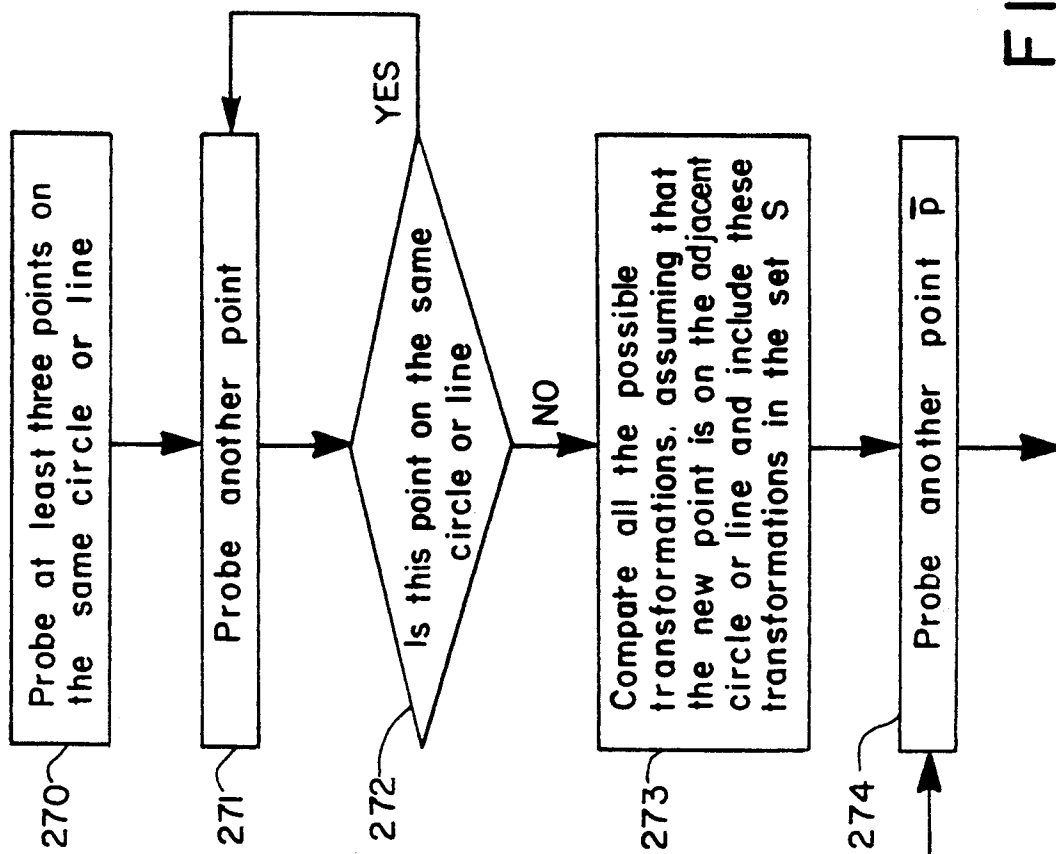 270
Probe at least three points on
the same circle or line
271
Probe another point
YES
272
Is this point on the same
circle or line
NO
273
Compare all the possible
transformations, assuming that
the new point is on the adjacent
circle or line and include these
transformations in the set S
274
Probe another point p̅